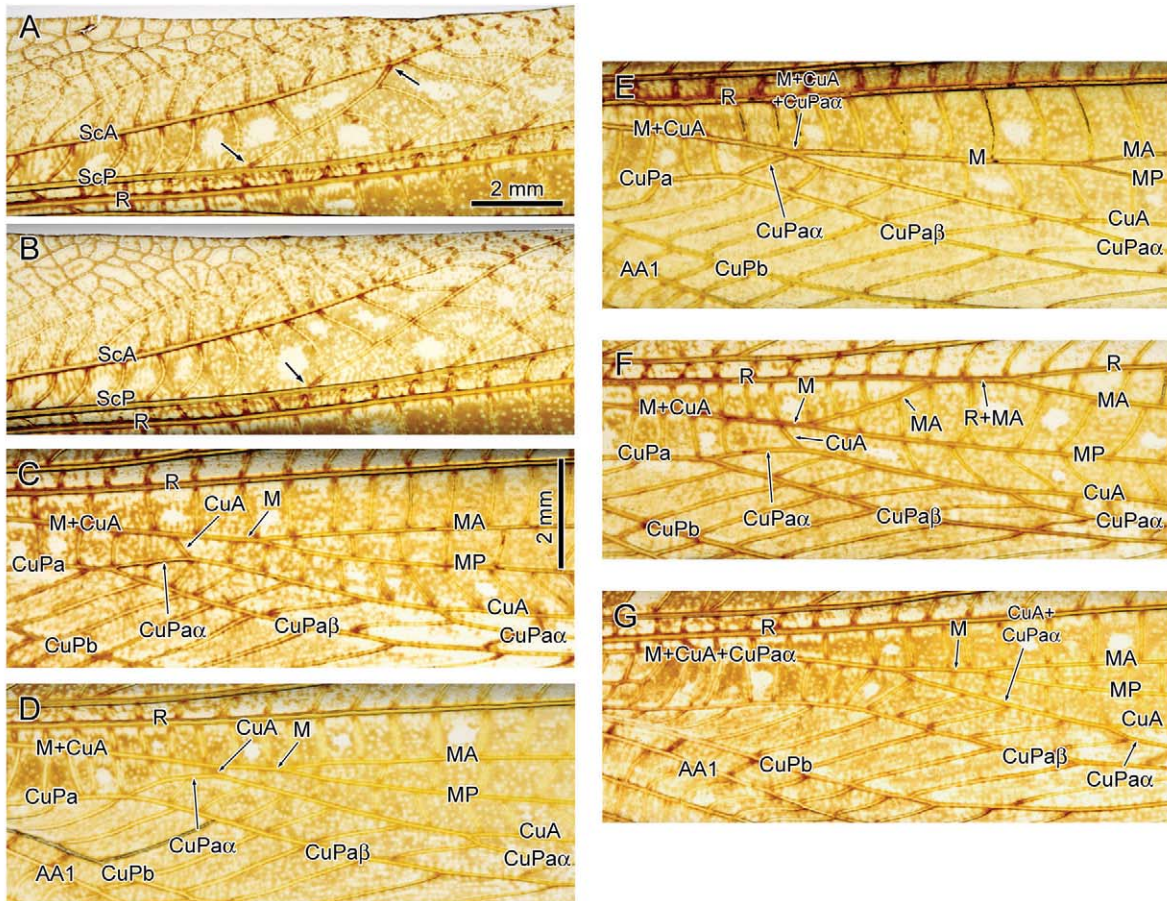 A
ScA
ScP
R
2 mm
B
ScA
ScP
R
C
R
CuA
M
M+CuA
MA
2 mm
CuPa
MP
CuA
CuPb
CuPaα
CuPaβ
CuPaα
D
R
CuA
M
M+CuA
MA
CuPa
MP
CuPaα
CuPaβ
CuA
CuPaα
AA1
CuPb
E
R
M+CuA
+CuPaα
M+CuA
M
MA
CuPa
MP
CuPaα
CuPaβ
CuA
CuPaα
AA1
CuPb
F
R
M
R
M+CuA
MA
R+MA
MA
CuPa
CuA
MP
CuPb
CuPaα
CuPaβ
CuA
CuPaα
G
R
M
CuA+
CuPaα
M+CuA+CuPaα
MA
MP
CuA
AA1
CuPb
CuPaβ
CuPaα